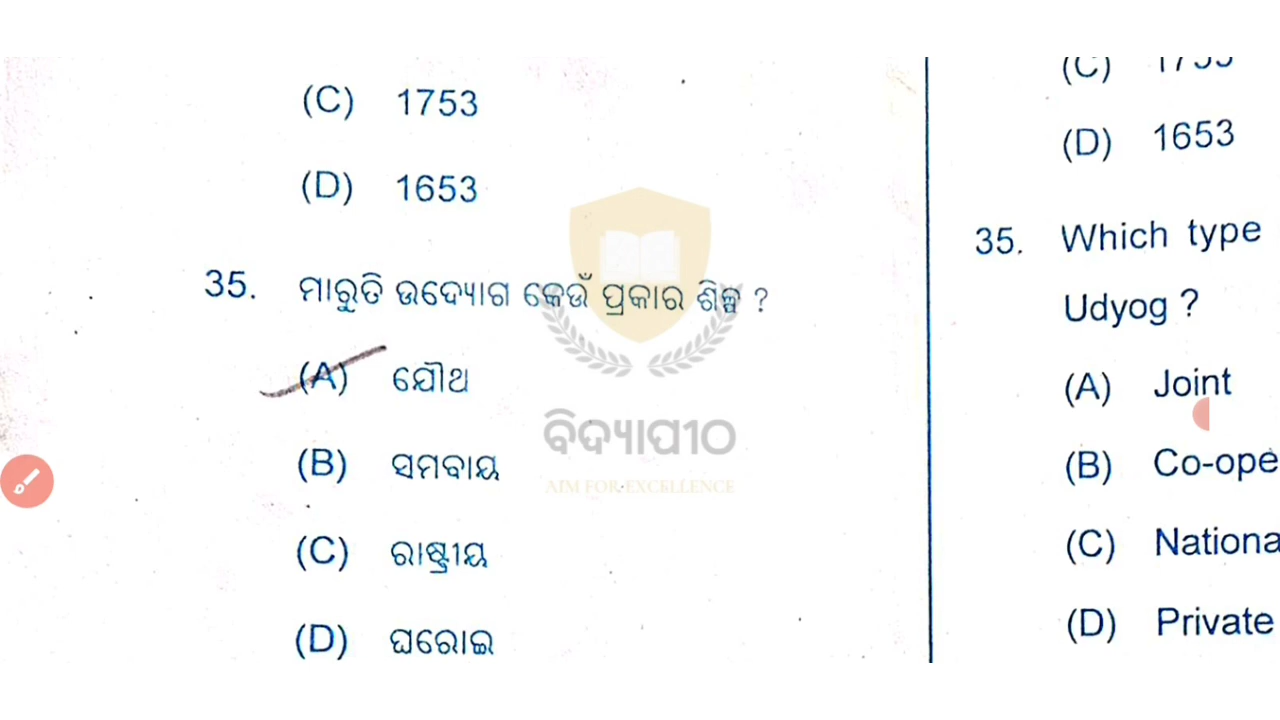 (C) 1753
(D) 1653
35. ମାରୁତି ଉଦ୍ୟୋଗ କେଉଁ ପ୍ରକାର ଶିଳ୍ପ ?
(A) ଯୌଥ
(B) ସମବାୟ
(C) ରାଷ୍ଟ୍ରୀୟ
(D) ଘରୋଇ
ବିଦ୍ୟାପୀଠ
AIM FOR EXCELLENCE
(C)
(D) 1653
35. Which type
Udyog ?
(A) Joint
(B) Co-ope
(C) Nationa
(D) Private